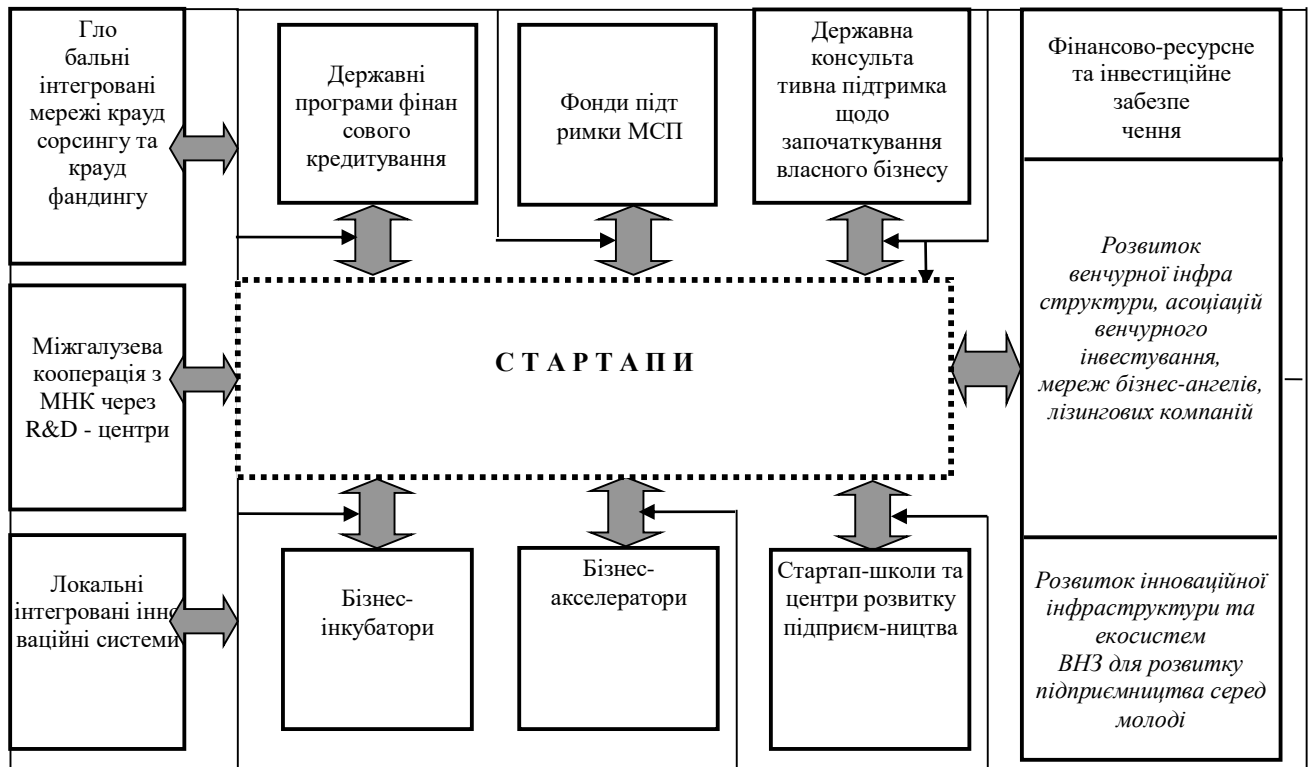 Гло
бальні
інтегровані
мережі крауд
сорсингу та
крауд
фандингу
Державні
програми фінан
сового
кредитування
Фонди підт
римки МСП
Державна
консульта
тивна підтримка
щодо
започаткування
власного бізнесу
Фінансово-ресурсне
та інвестиційне
забезпе
чення
Міжгалузева
кооперація з
МНК через
R&D - центри
С Т А Р Т А П И
Розвиток
венчурної інфра
структури, асоціацій
венчурного
інвестування,
мереж бізнес-ангелів,
лізингових компаній
Локальні
інтегровані інно
ваційні системи
Бізнес-
інкубатори
Бізнес-
акселератори
Стартап-школи та
центри розвитку
підприєм-ництва
Розвиток інноваційної
інфраструктури та
екосистем
ВНЗ для розвитку
підприємництва серед
молоді